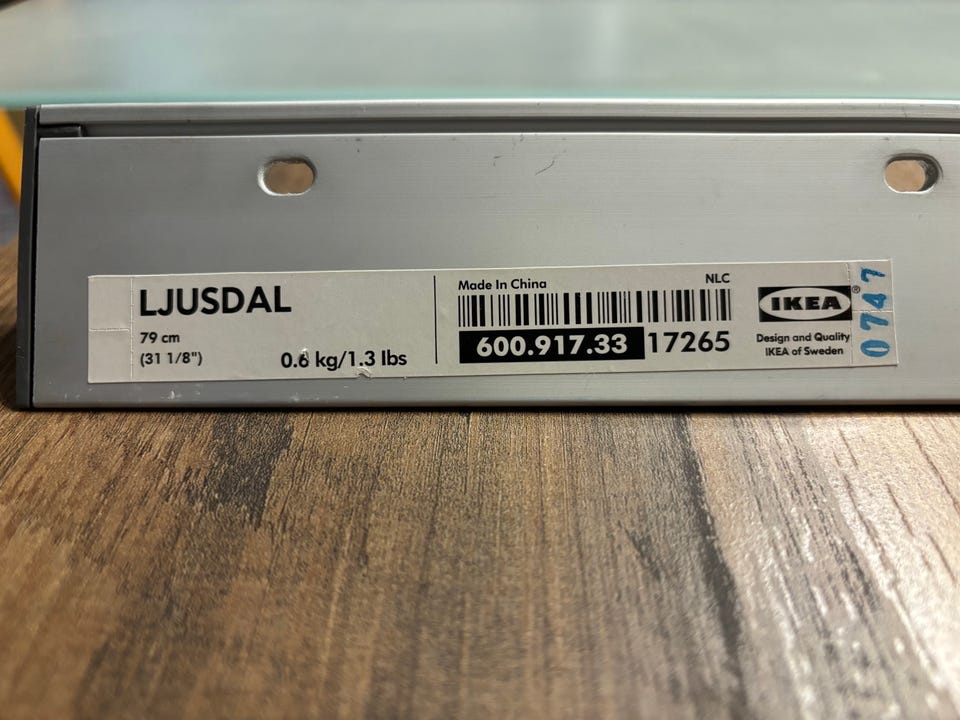 LJUSDAL
79 cm
(31 1/8")
0.6 kg/1.3 lbs
Made In China
NLC
600.917.33
17265
IKEA®
Design and Quality
IKEA of Sweden
0747